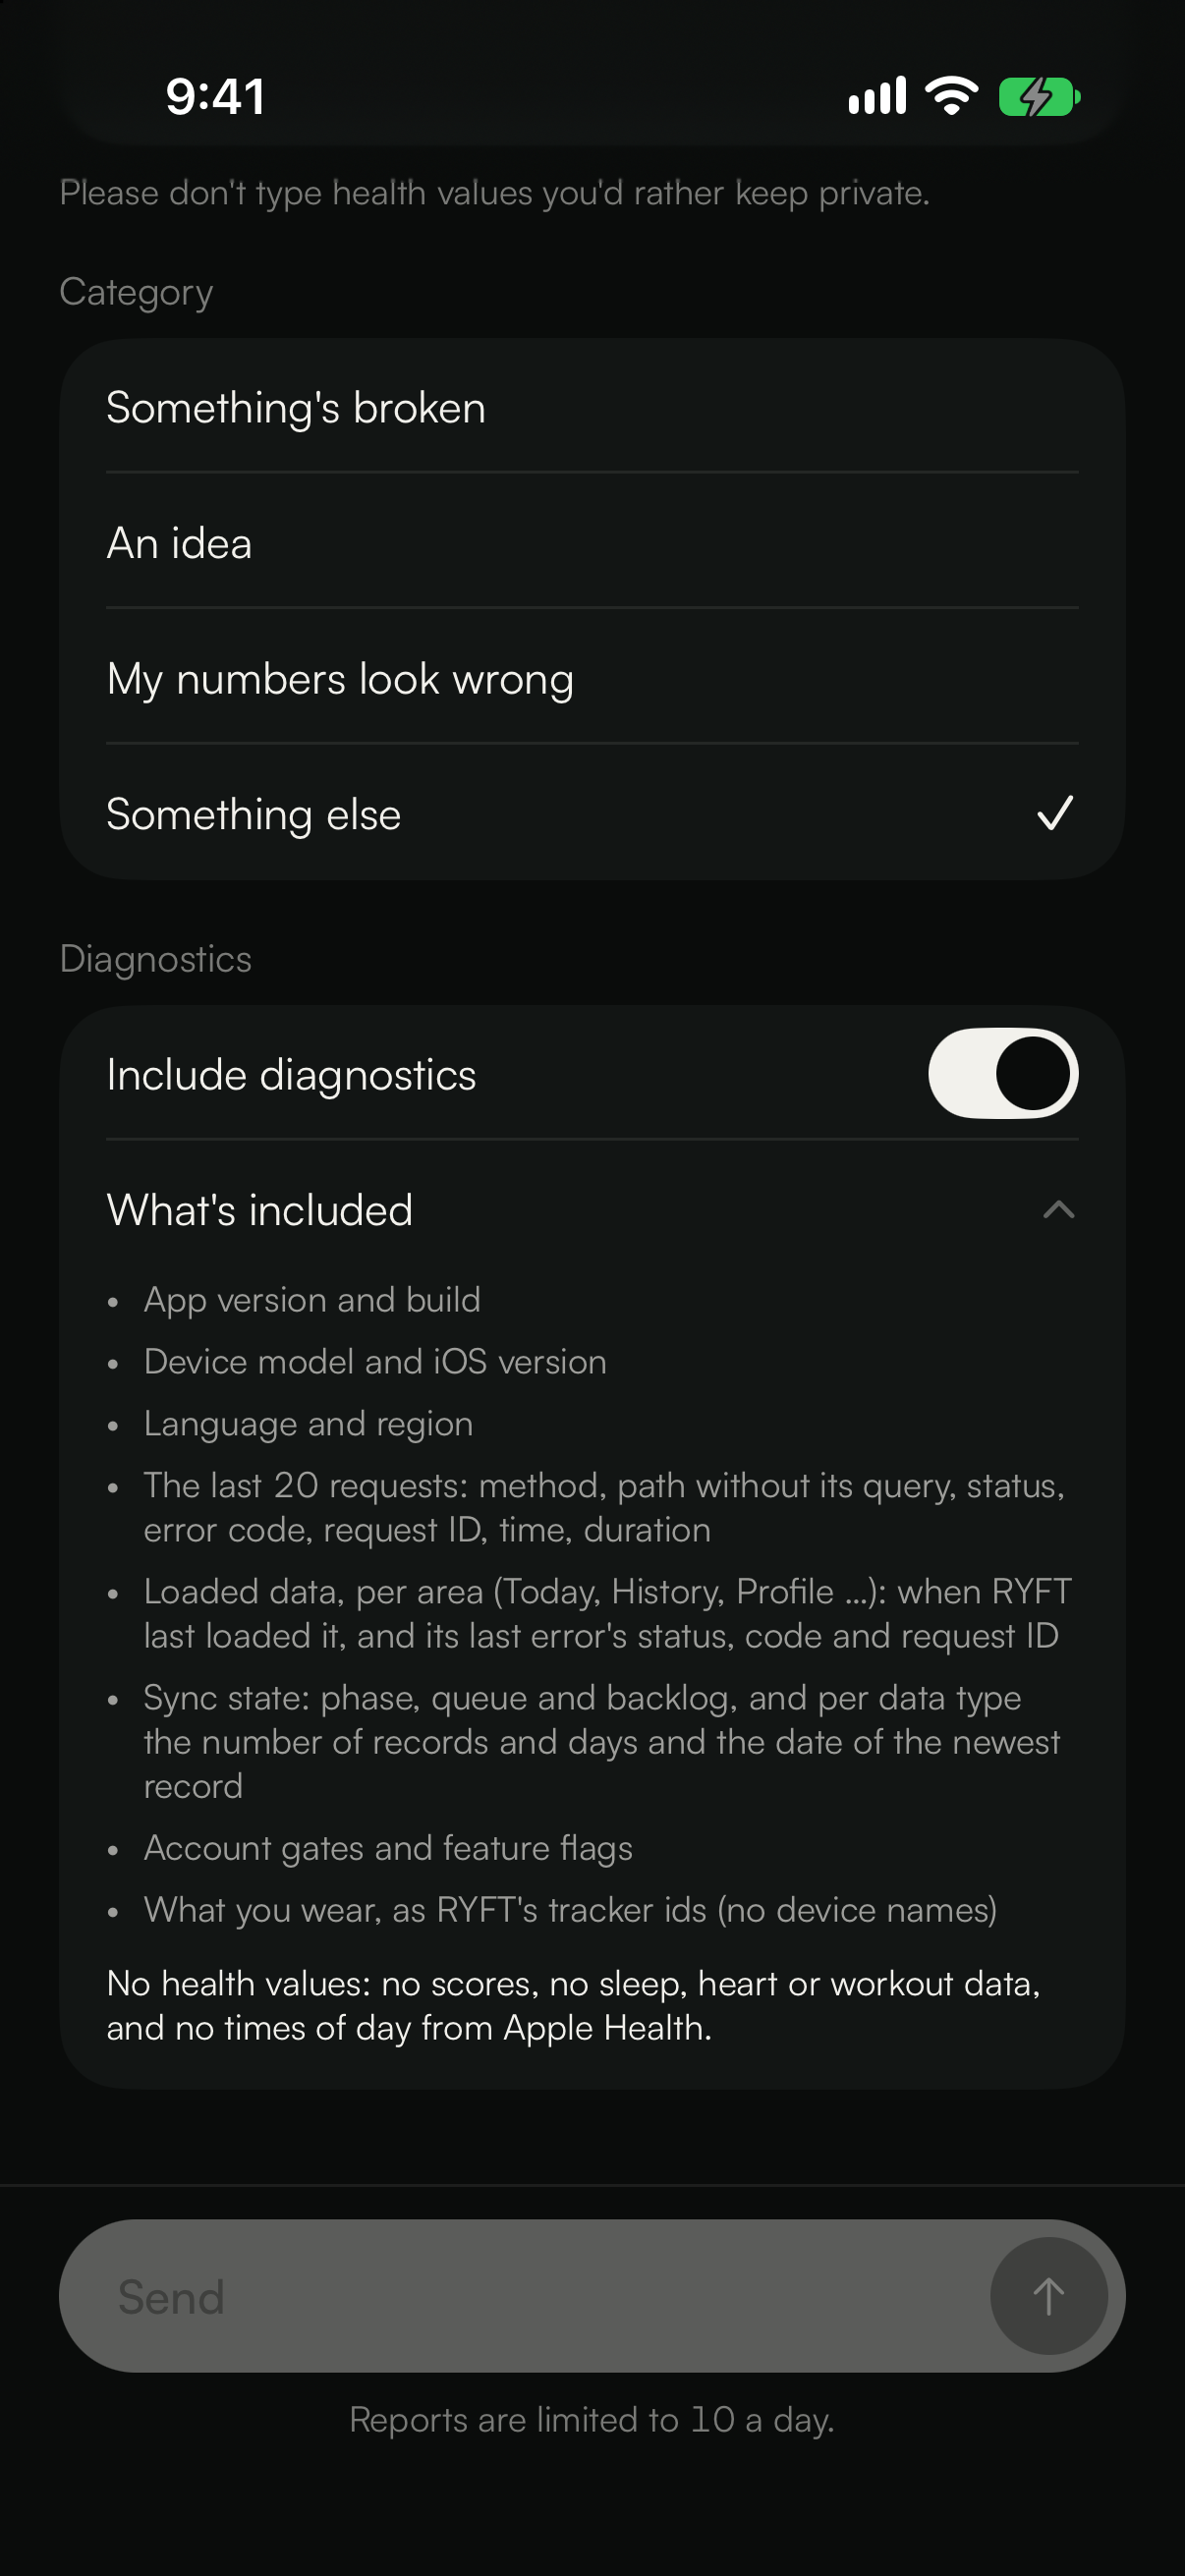 9:41
Please don't type health values you'd rather keep private.
Category
Something's broken
An idea
My numbers look wrong
Something else
Diagnostics
Include diagnostics
What's included
• App version and build
• Device model and iOS version
• Language and region
• The last 20 requests: method, path without its query, status,
error code, request ID, time, duration
• Loaded data, per area (Today, History, Profile ...): when RYFT
last loaded it, and its last error's status, code and request ID
• Sync state: phase, queue and backlog, and per data type
the number of records and days and the date of the newest
record
• Account gates and feature flags
• What you wear, as RYFT's tracker ids (no device names)
No health values: no scores, no sleep, heart or workout data,
and no times of day from Apple Health.
Send
Reports are limited to 10 a day.